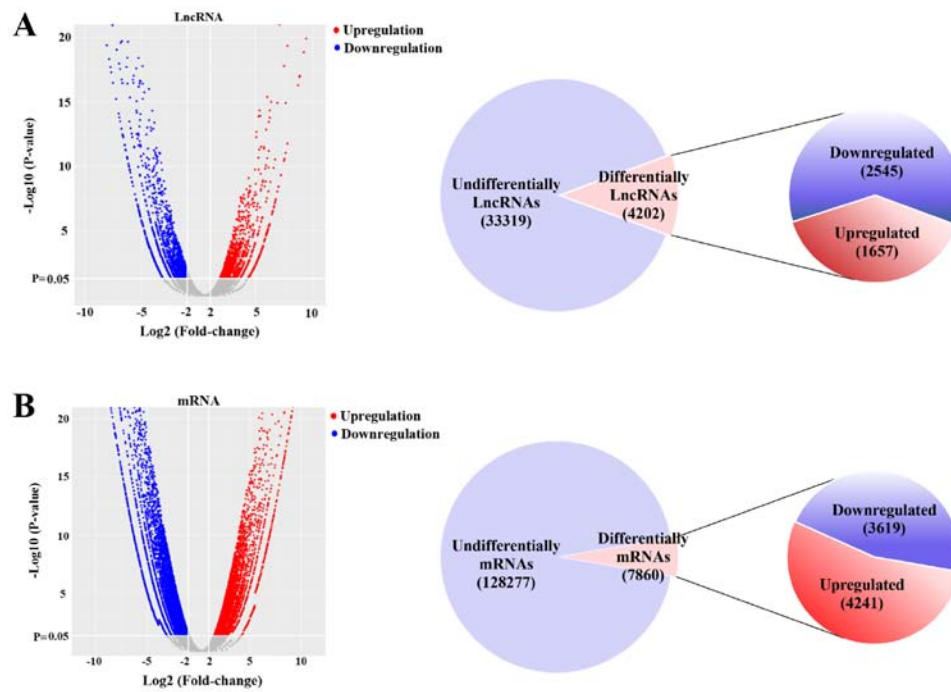 A
LncRNA
Upregulation
Downregulation
20
15
10
5
P=0.05
-Log10 (P-value)
-10 -5 -2 2 5 10
Log2 (Fold-change)
Undifferentially
LncRNAs
(33319)
Differentially
LncRNAs
(4202)
Downregulated
(2545)
Upregulated
(1657)
B
mRNA
Upregulation
Downregulation
20
15
10
5
P=0.05
-Log10 (P-value)
-10 -5 -2 2 5 10
Log2 (Fold-change)
Undifferentially
mRNAs
(128277)
Differentially
mRNAs
(7860)
Downregulated
(3619)
Upregulated
(4241)